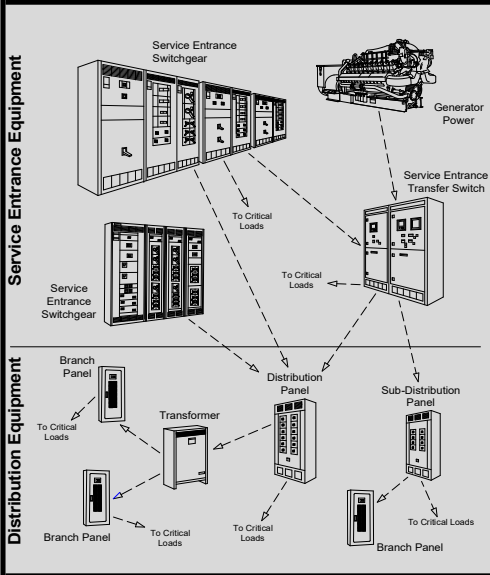 Service Entrance Equipment
Service Entrance
Switchgear
Generator
Power
Service Entrance
Transfer Switch
To Critical
Loads
To Critical
Loads
Service
Entrance
Switchgear
Distribution Equipment
Branch
Panel
Distribution
Panel
Sub-Distribution
Panel
Transformer
To Critical
Loads
To Critical
Loads
To Critical Loads
Branch Panel
To Critical
Loads
Branch Panel